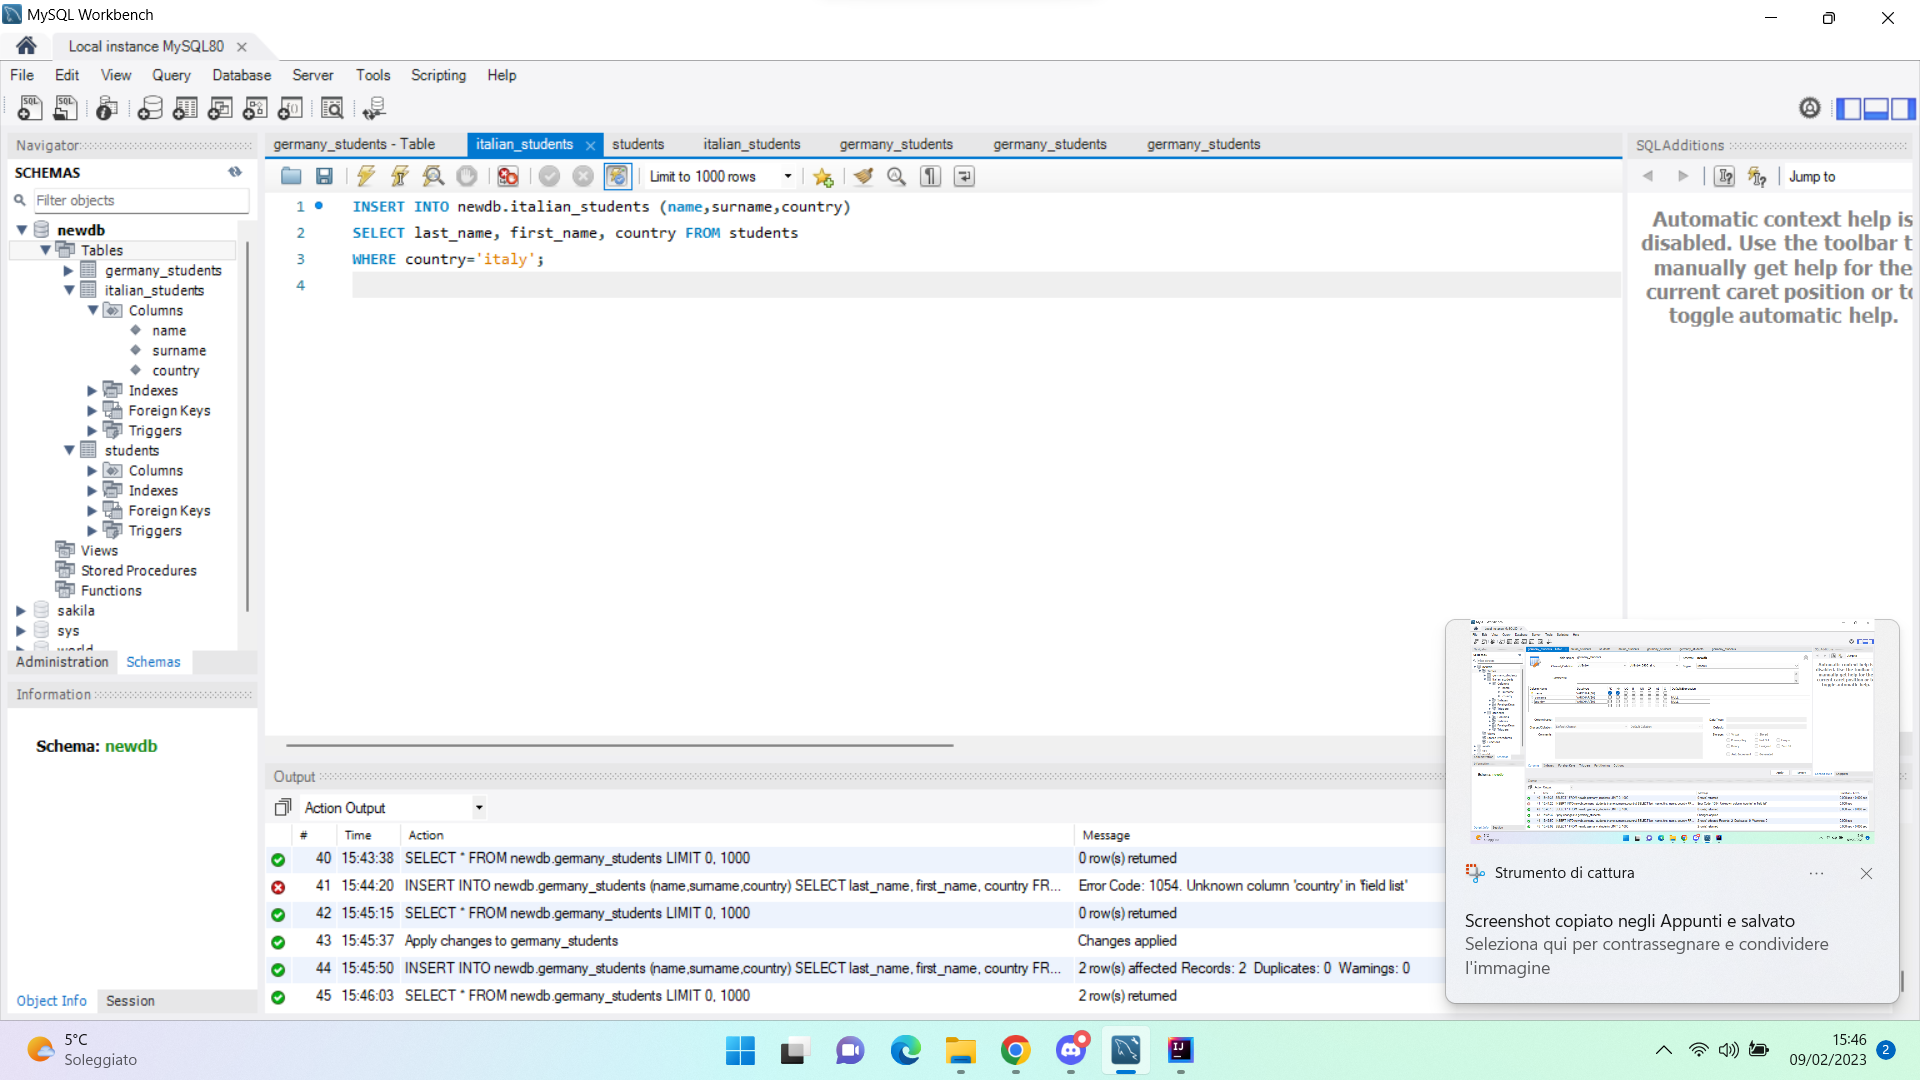 MySQL Workbench
Local instance MySQL80
File Edit View Query Database Server Tools Scripting Help
Navigator
SCHEMAS
Filter objects
newdb
Tables
germany_students
italian_students
Columns
name
surname
country
Indexes
Foreign Keys
Triggers
students
Columns
Indexes
Foreign Keys
Triggers
Views
Stored Procedures
Functions
sakila
sys
world
Administration Schemas
Information
Schema: newdb
Object Info Session
germany_students - Table italian_students students italian_students germany_students germany_students germany_students
Limit to 1000 rows
1 INSERT INTO newdb.italian_students (name,surname,country)
2 SELECT last_name, first_name, country FROM students
3 WHERE country='italy';
4
SQLAdditions
Jump to
Automatic context help is
disabled. Use the toolbar t
manually get help for the
current caret position or to
toggle automatic help.
Output
Action Output
# Time Action Message
40 15:43:38 SELECT * FROM newdb.germany_students LIMIT 0, 1000 0 row(s) returned
41 15:44:20 INSERT INTO newdb.germany_students (name,surname,country) SELECT last_name, first_name, country FR... Error Code: 1054. Unknown column 'country' in 'field list'
42 15:45:15 SELECT * FROM newdb.germany_students LIMIT 0, 1000 0 row(s) returned
43 15:45:37 Apply changes to germany_students Changes applied
44 15:45:50 INSERT INTO newdb.germany_students (name,surname,country) SELECT last_name, first_name, country FR... 2 row(s) affected Records: 2 Duplicates: 0 Warnings: 0
45 15:46:03 SELECT * FROM newdb.germany_students LIMIT 0, 1000 2 row(s) returned
Strumento di cattura
Screenshot copiato negli Appunti e salvato
Seleziona qui per contrassegnare e condividere
l'immagine
5°C
Soleggiato
15:46
09/02/2023
2